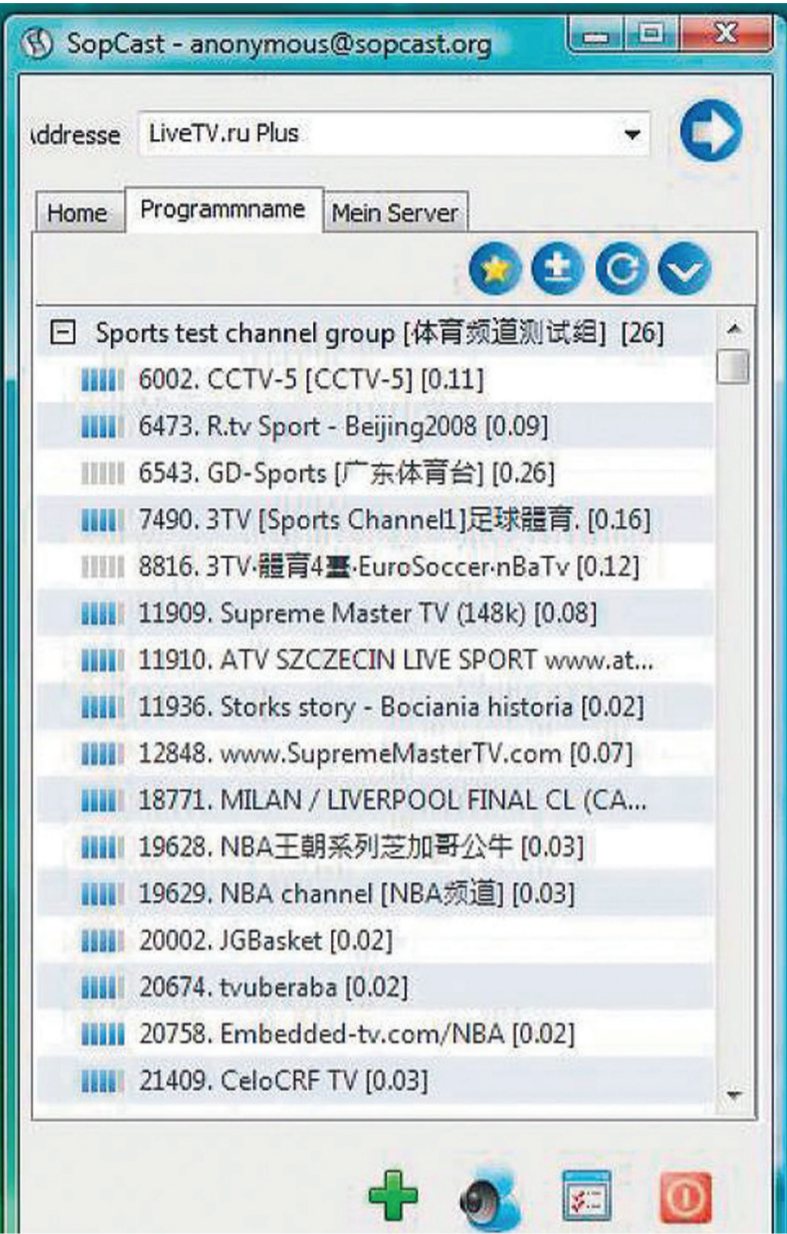 SopCast - anonymous@sopcast.org
Addresse LiveTV.ru Plus
Home Programmname Mein Server
Sports test channel group [体育频道测试组] [26]
6002. CCTV-5 [CCTV-5] [0.11]
6473. R.tv Sport - Beijing2008 [0.09]
6543. GD-Sports [广东体育台] [0.26]
7490. 3TV [Sports Channel1]足球體育. [0.16]
8816. 3TV·體育4臺·EuroSoccer·nBaTv [0.12]
11909. Supreme Master TV (148k) [0.08]
11910. ATV SZCZECIN LIVE SPORT www.at...
11936. Storks story - Bociania historia [0.02]
12848. www.SupremeMasterTV.com [0.07]
18771. MILAN / LIVERPOOL FINAL CL (CA...
19628. NBA王朝系列芝加哥公牛 [0.03]
19629. NBA channel [NBA频道] [0.03]
20002. JGBasket [0.02]
20674. tvuberaba [0.02]
20758. Embedded-tv.com/NBA [0.02]
21409. CeloCRF TV [0.03]